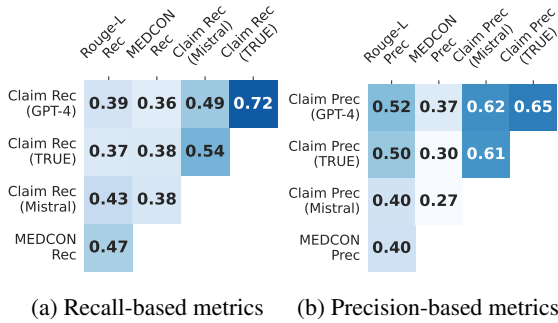 Rouge-L
Rec
MEDCON
Rec
Claim Rec
(Mistral)
Claim Rec
(TRUE)
Claim Rec
(GPT-4)
0.39 0.36 0.49 0.72
Claim Rec
(TRUE)
0.37 0.38 0.54
Claim Rec
(Mistral)
0.43 0.38
MEDCON
Rec
0.47
(a) Recall-based metrics
Rouge-L
Prec
MEDCON
Prec
Claim Prec
(Mistral)
Claim Prec
(TRUE)
Claim Prec
(GPT-4)
0.52 0.37 0.62 0.65
Claim Prec
(TRUE)
0.50 0.30 0.61
Claim Prec
(Mistral)
0.40 0.27
MEDCON
Prec
0.40
(b) Precision-based metrics